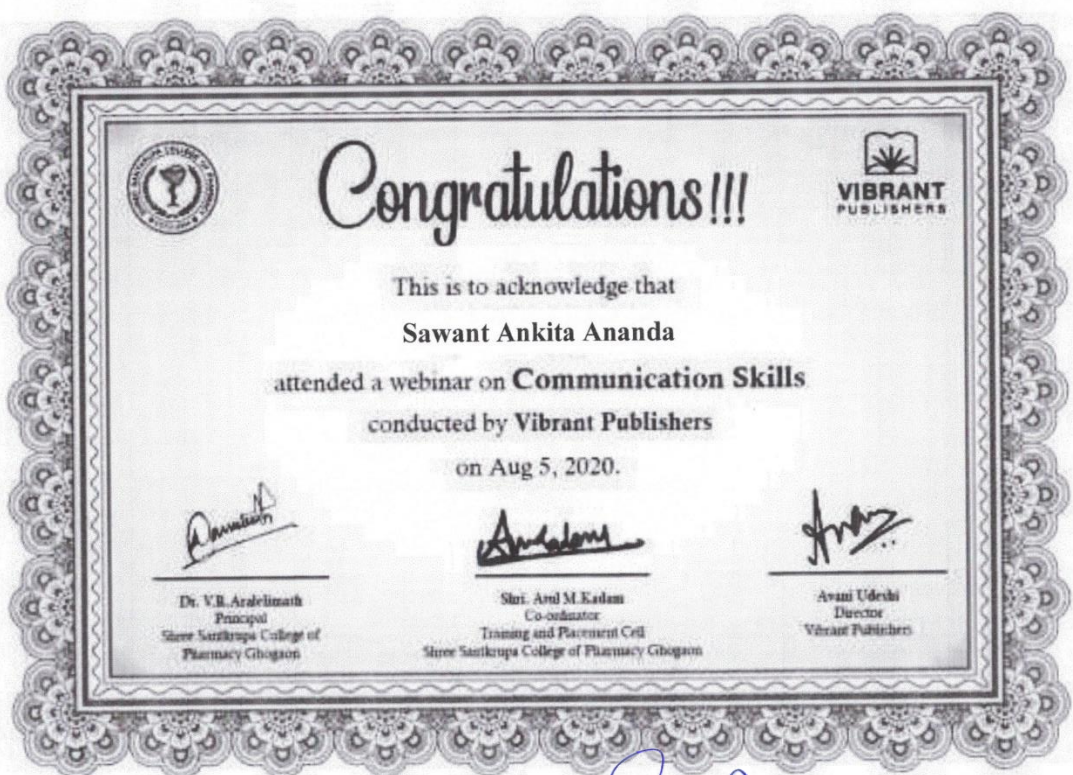 Congratulations!!!
VIBRANT
PUBLISHERS
This is to acknowledge that
Sawant Ankita Ananda
attended a webinar on Communication Skills
conducted by Vibrant Publishers
on Aug 5, 2020.
Dr. V.R. Aralelimath
Principal
Shree Santkrupa College of
Pharmacy Ghogaon
Shri. Atul M.Kadam
Co-ordinator
Training and Placement Cell
Shree Santkrupa College of Pharmacy Ghogaon
Avani Udeshi
Director
Vibrant Publishers